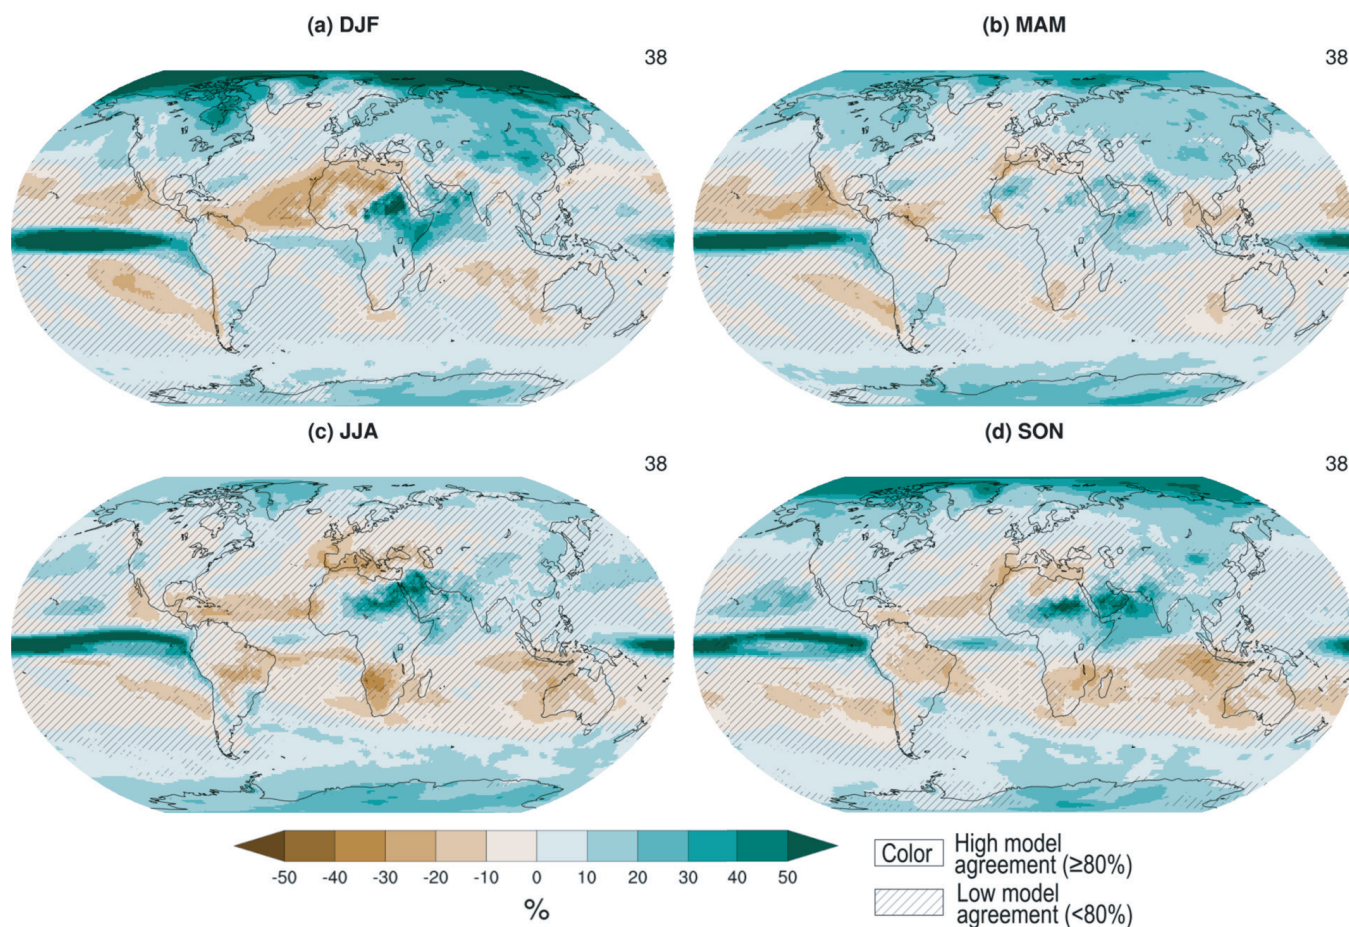 (a) DJF
(b) MAM
38
38
(c) JJA
(d) SON
38
38
-50 -40 -30 -20 -10 0 10 20 30 40 50
%
Color
High model
agreement (≥80%)
Low model
agreement (<80%)